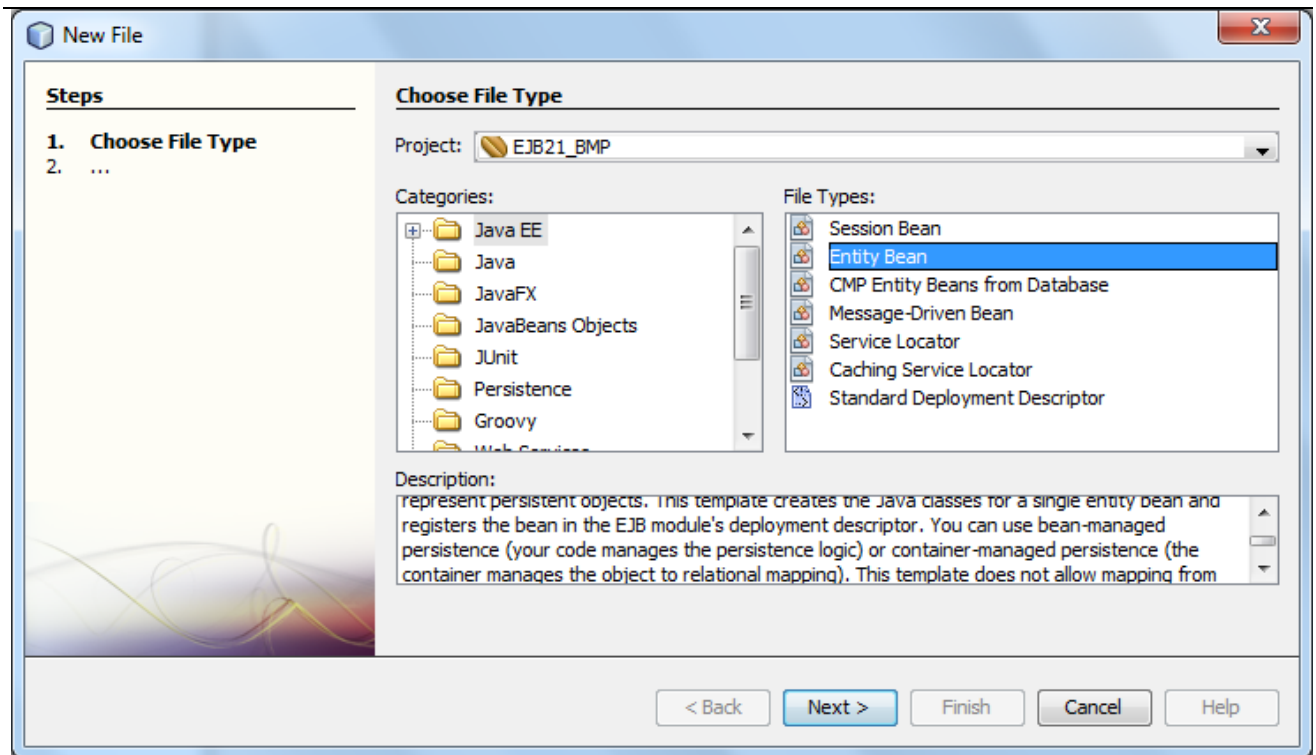 New File
Steps
1. Choose File Type
2. ...
Choose File Type
Project: EJB21_BMP
Categories:
Java EE
Java
JavaFX
JavaBeans Objects
JUnit
Persistence
Groovy
Web Services
File Types:
Session Bean
Entity Bean
CMP Entity Beans from Database
Message-Driven Bean
Service Locator
Caching Service Locator
Standard Deployment Descriptor
Description:
represent persistent objects. This template creates the Java classes for a single entity bean and
registers the bean in the EJB module's deployment descriptor. You can use bean-managed
persistence (your code manages the persistence logic) or container-managed persistence (the
container manages the object to relational mapping). This template does not allow mapping from
< Back
Next >
Finish
Cancel
Help